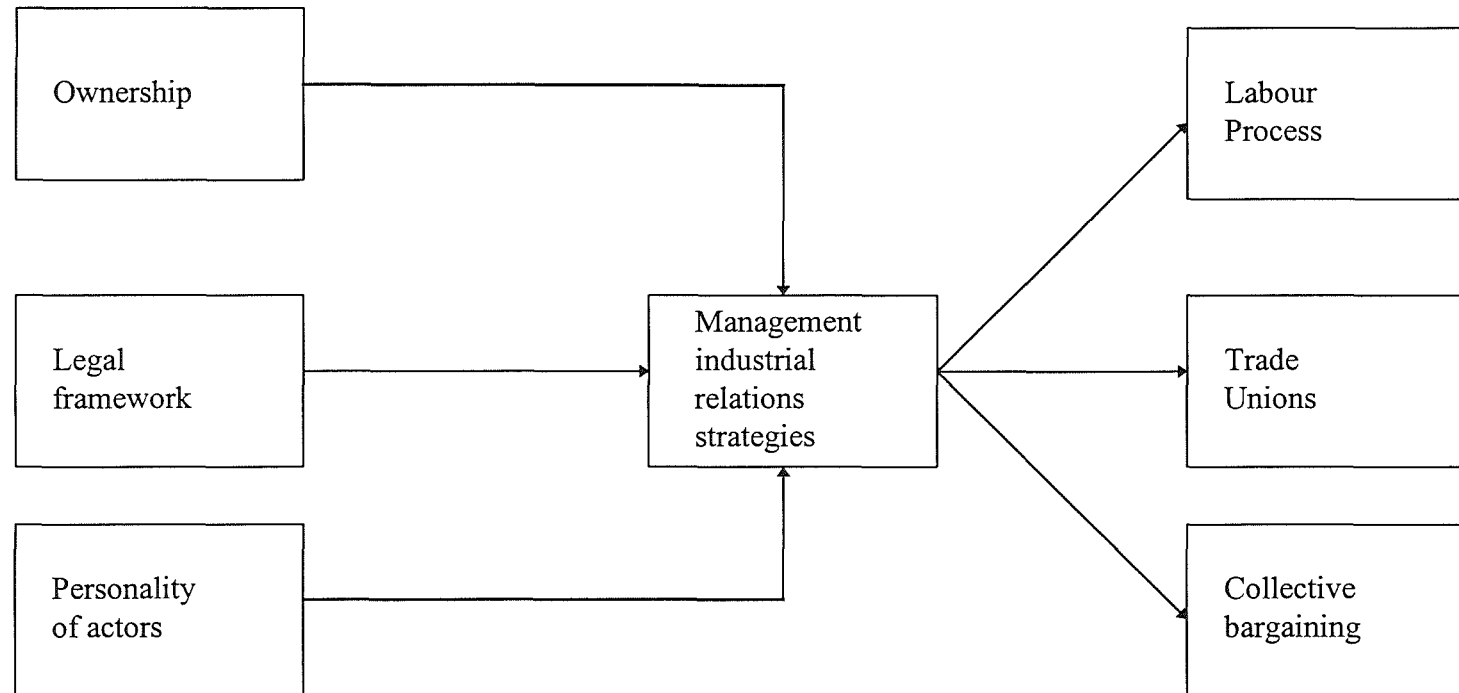 Ownership
Legal
framework
Personality
of actors
Management
industrial
relations
strategies
Labour
Process
Trade
Unions
Collective
bargaining